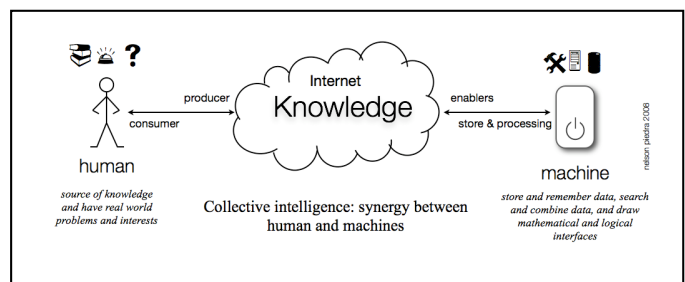 Internet
Knowledge
producer
consumer
enablers
store & processing
human
source of knowledge
and have real world
problems and interests
Collective intelligence: synergy between
human and machines
machine
store and remember data, search
and combine data, and draw
mathematical and logical
interfaces
nelson piedra 2008
?